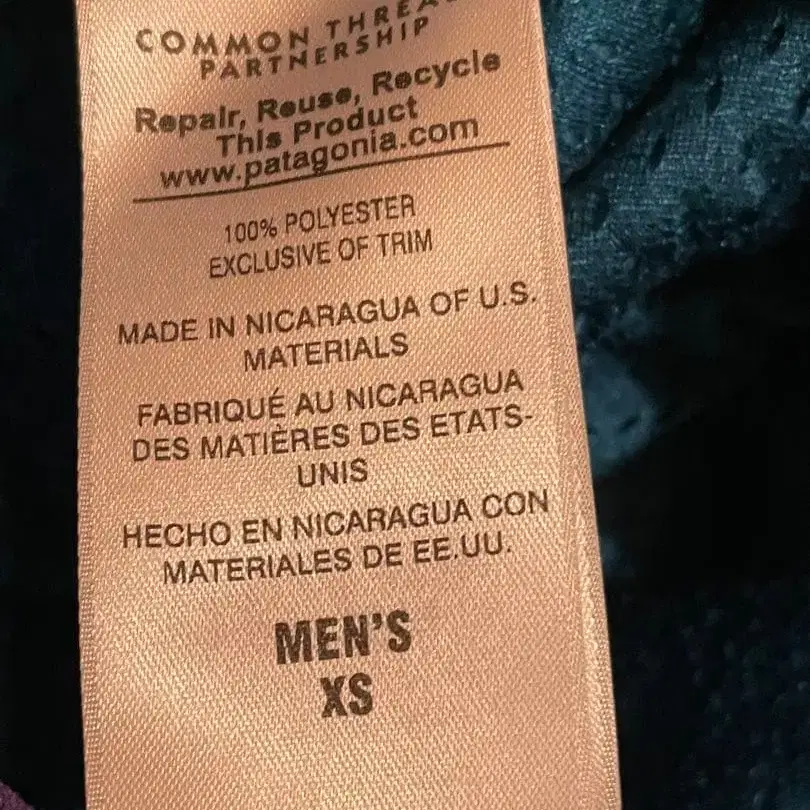 COMMON THREA
PARTNERSHIP
Repair, Reuse, Recycle
This Product
www.patagonia.com
100% POLYESTER
EXCLUSIVE OF TRIM
MADE IN NICARAGUA OF U.S.
MATERIALS
FABRIQUÉ AU NICARAGUA
DES MATIÈRES DES ETATS-
UNIS
HECHO EN NICARAGUA CON
MATERIALES DE EE.UU.
MEN'S
XS